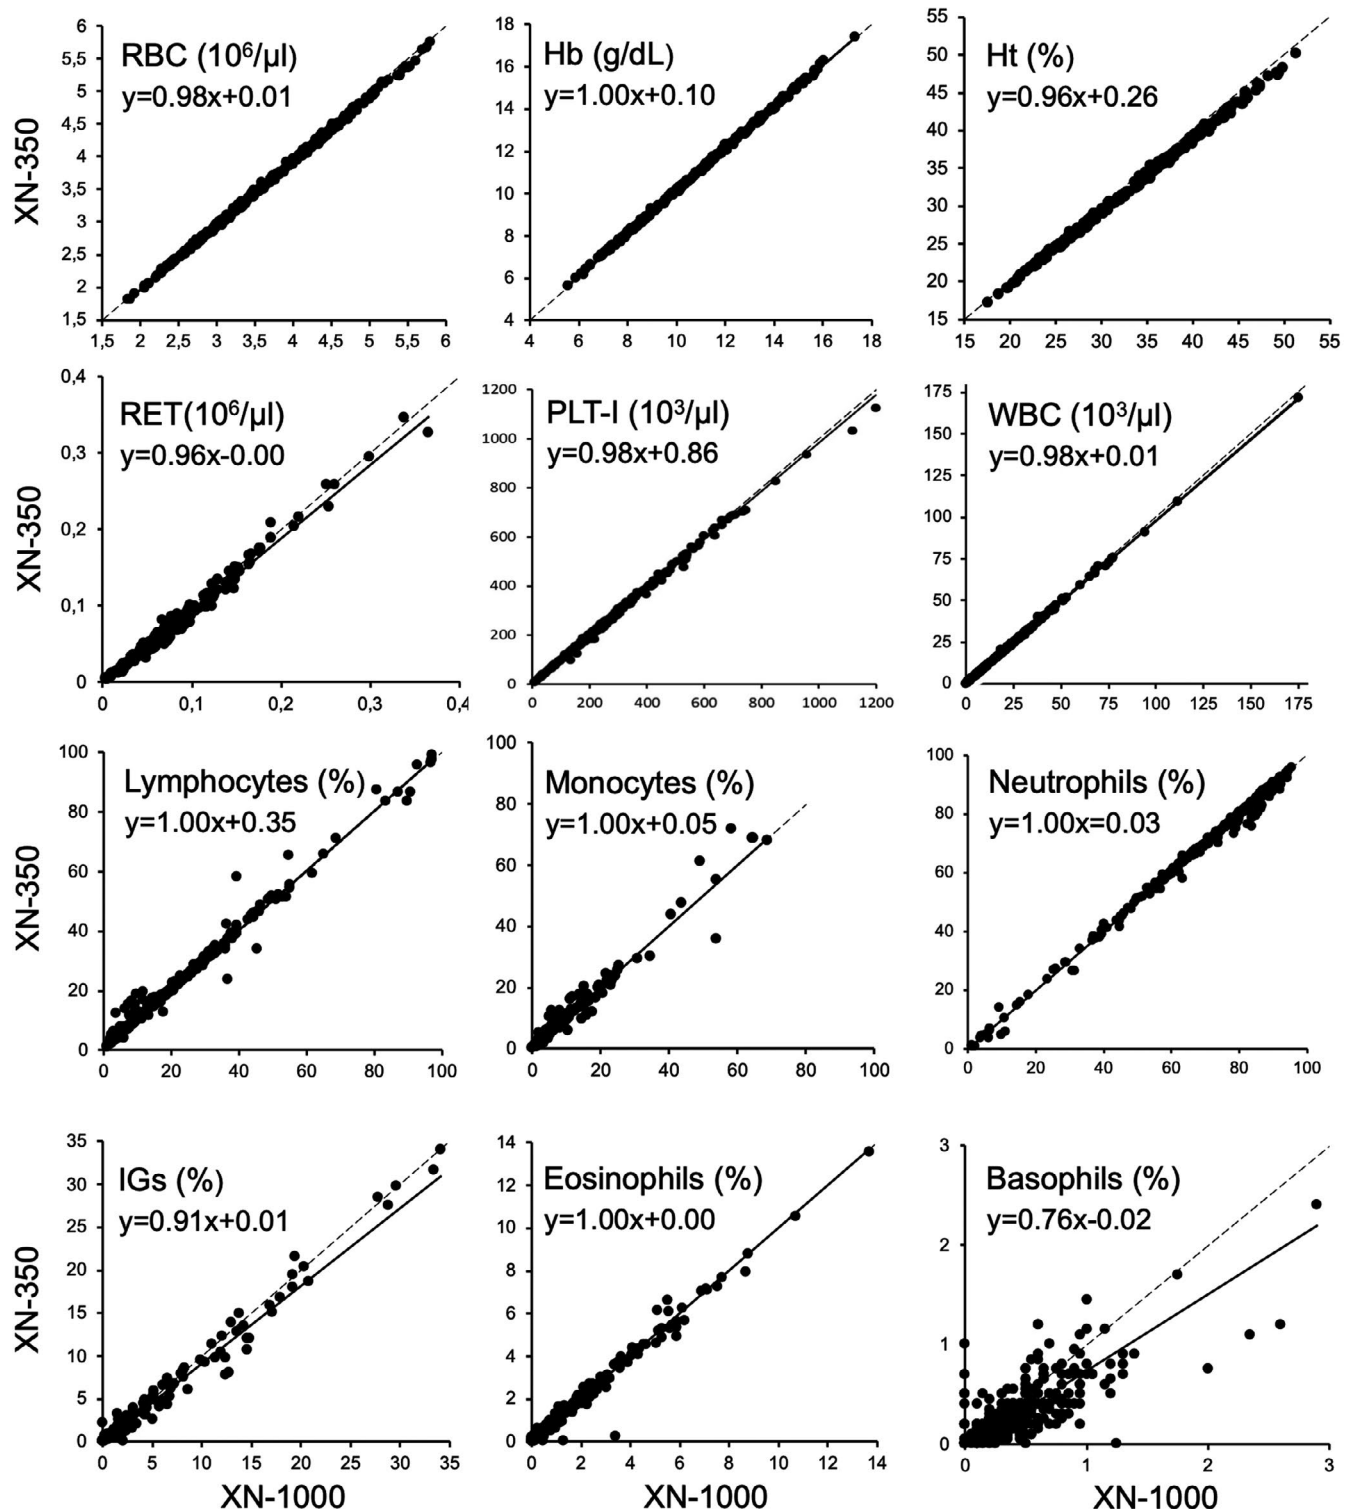 6
5,5
5
4,5
4
3,5
3
2,5
2
1,5
RBC (10⁶/µl)
y=0.98x+0.01
XN-350
1,5 2 2,5 3 3,5 4 4,5 5 5,5 6
18
16
14
12
10
8
6
4
Hb (g/dL)
y=1.00x+0.10
4 6 8 10 12 14 16 18
55
50
45
40
35
30
25
20
15
Ht (%)
y=0.96x+0.26
15 20 25 30 35 40 45 50 55
0,4
0,3
0,2
0,1
0
RET(10⁶/µl)
y=0.96x-0.00
XN-350
0 0,1 0,2 0,3 0,4
1200
1000
800
600
400
200
0
PLT-I (10³/µl)
y=0.98x+0.86
0 200 400 600 800 1000 1200
175
150
125
100
75
50
25
0
WBC (10³/µl)
y=0.98x+0.01
0 25 50 75 100 125 150 175
100
80
60
40
20
0
Lymphocytes (%)
y=1.00x+0.35
XN-350
0 20 40 60 80 100
100
80
60
40
20
0
Monocytes (%)
y=1.00x+0.05
0 20 40 60 80 100
100
80
60
40
20
0
Neutrophils (%)
y=1.00x=0.03
0 20 40 60 80 100
35
30
25
20
15
10
5
0
IGs (%)
y=0.91x+0.01
XN-350
0 5 10 15 20 25 30 35
XN-1000
14
12
10
8
6
4
2
0
Eosinophils (%)
y=1.00x+0.00
0 2 4 6 8 10 12 14
XN-1000
3
2
1
0
Basophils (%)
y=0.76x-0.02
0 1 2 3
XN-1000